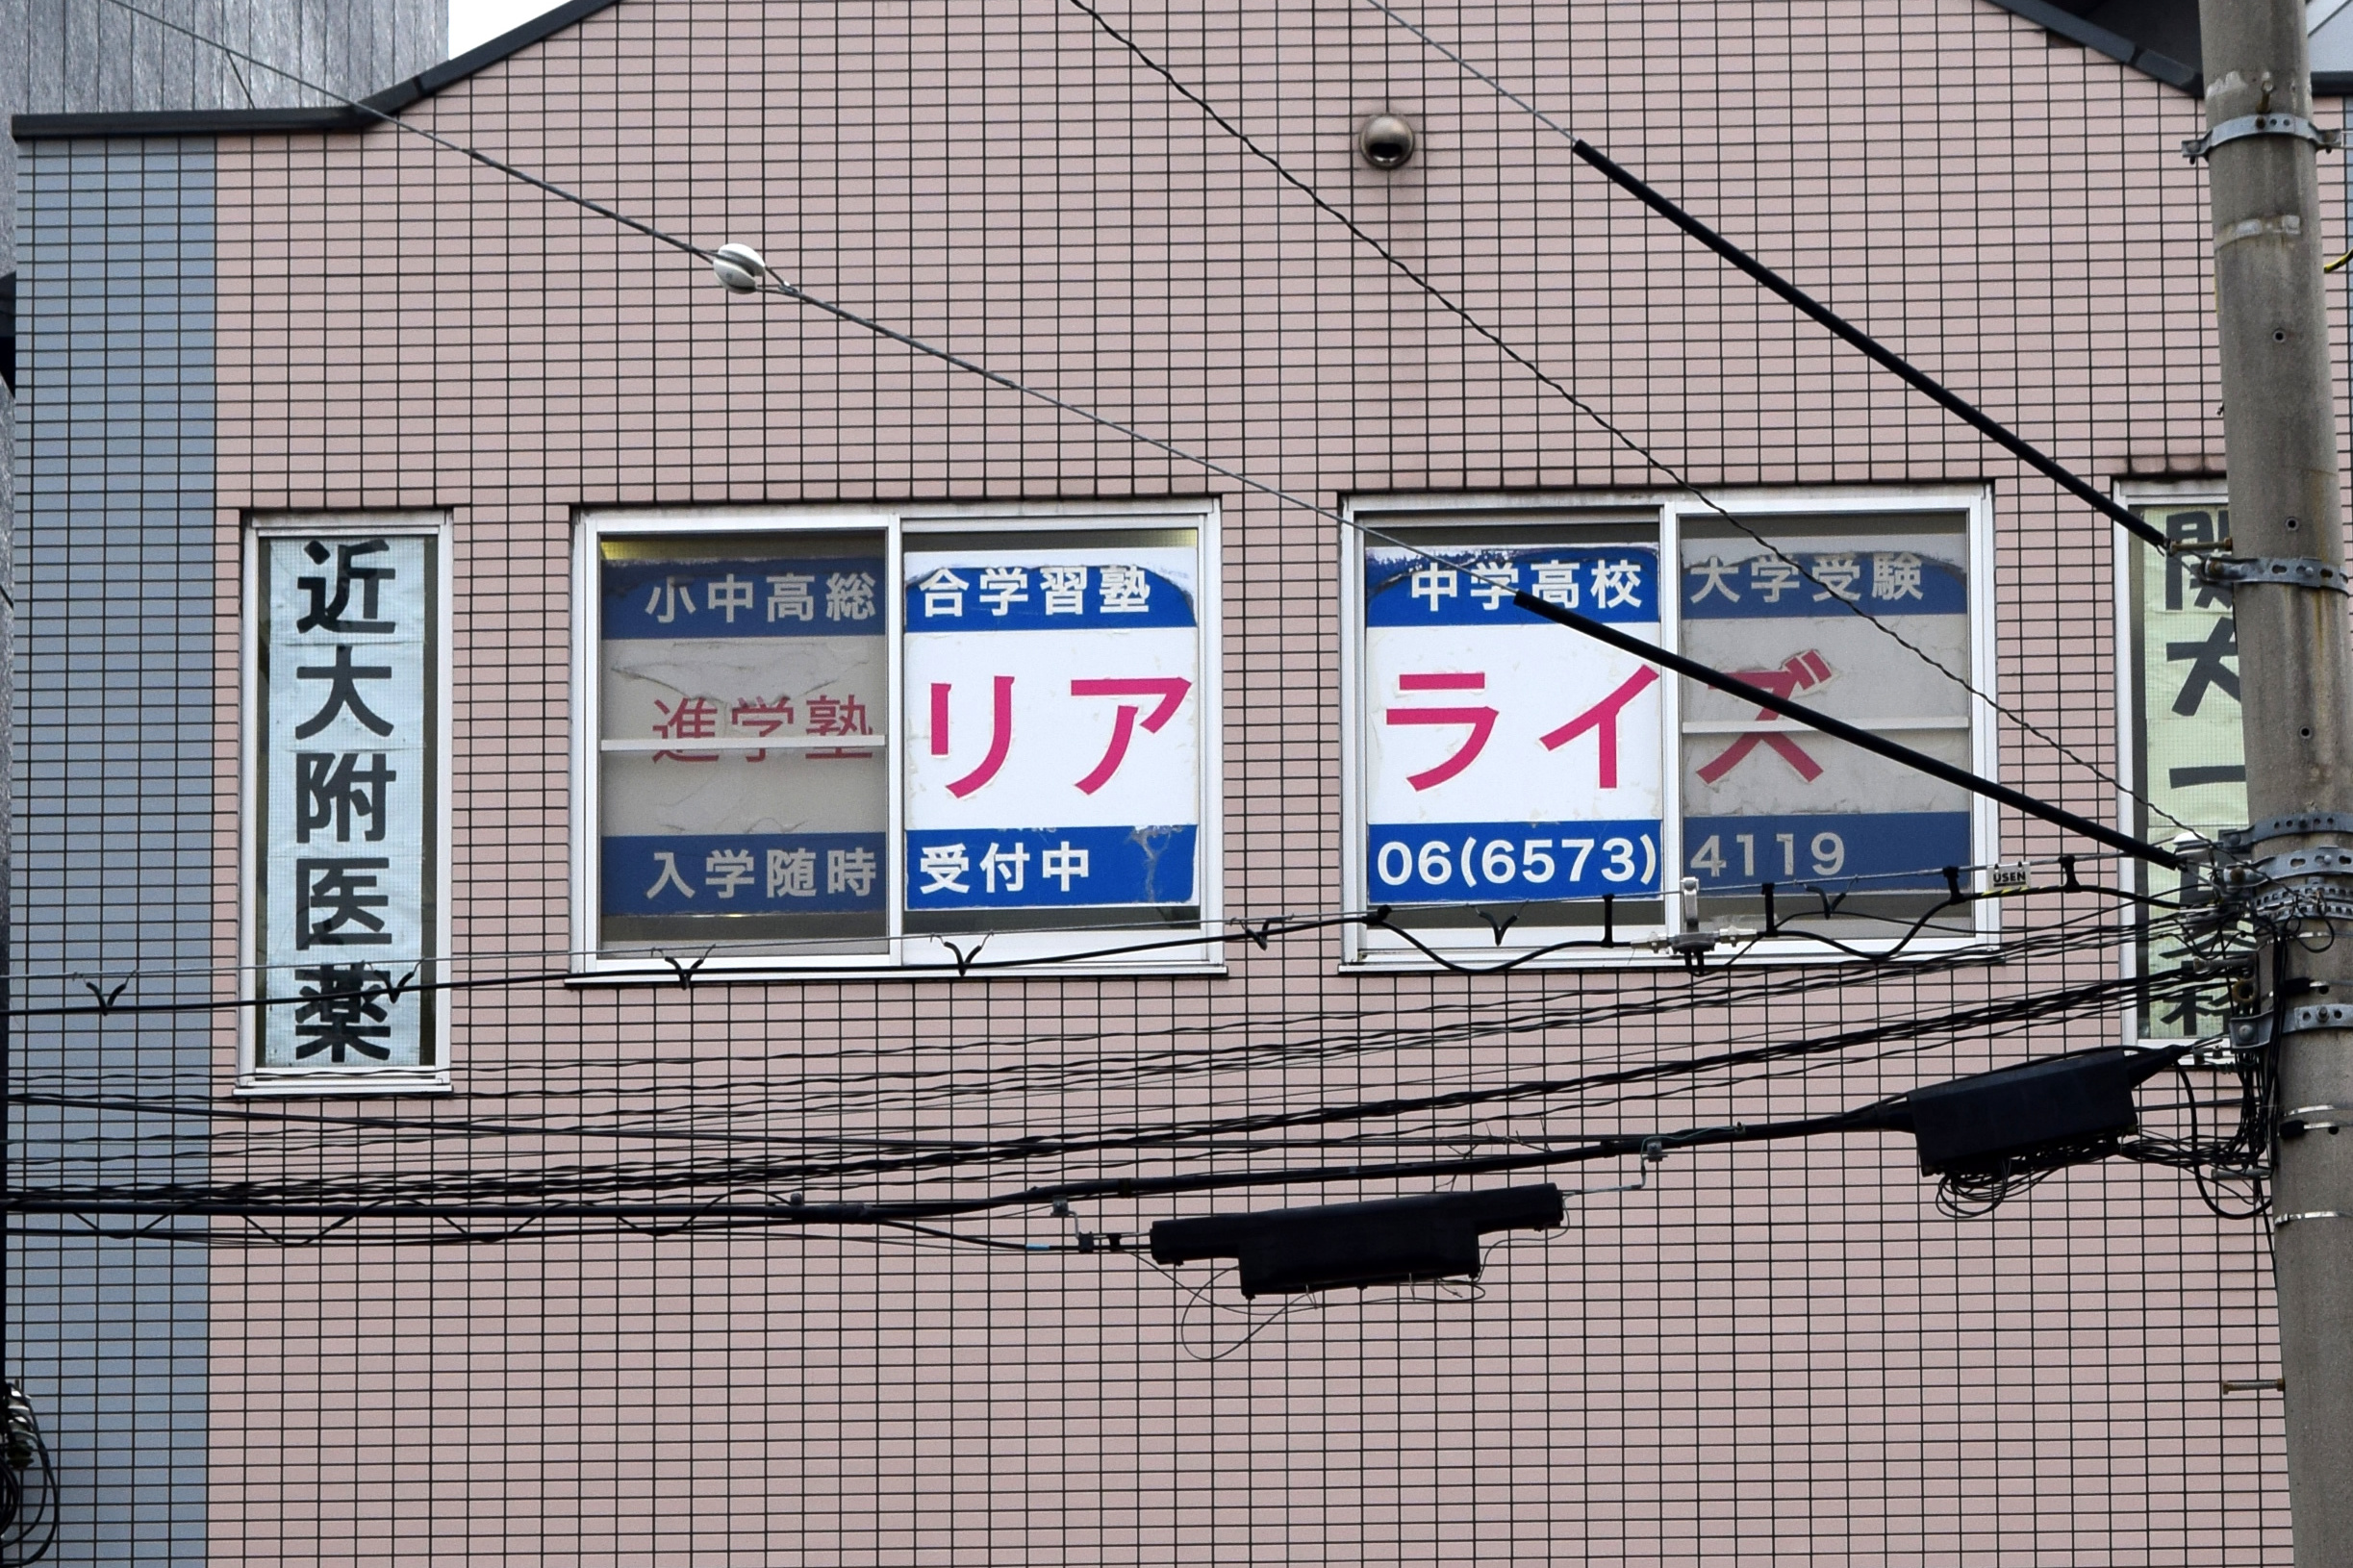 近大附医薬
小中高総合学習塾
進学塾リア
入学随時受付中
中学高校大学受験
ライズ
06(6573)4119
USEN
関大一